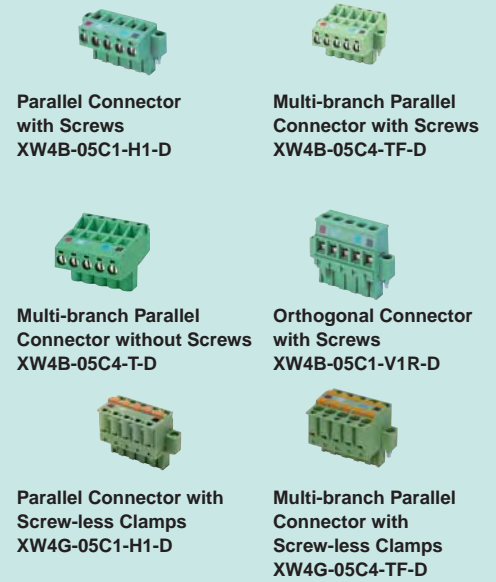 Parallel Connector
with Screws
XW4B-05C1-H1-D
Multi-branch Parallel
Connector with Screws
XW4B-05C4-TF-D
Multi-branch Parallel
Connector without Screws
XW4B-05C4-T-D
Orthogonal Connector
with Screws
XW4B-05C1-V1R-D
Parallel Connector with
Screw-less Clamps
XW4G-05C1-H1-D
Multi-branch Parallel
Connector with
Screw-less Clamps
XW4G-05C4-TF-D